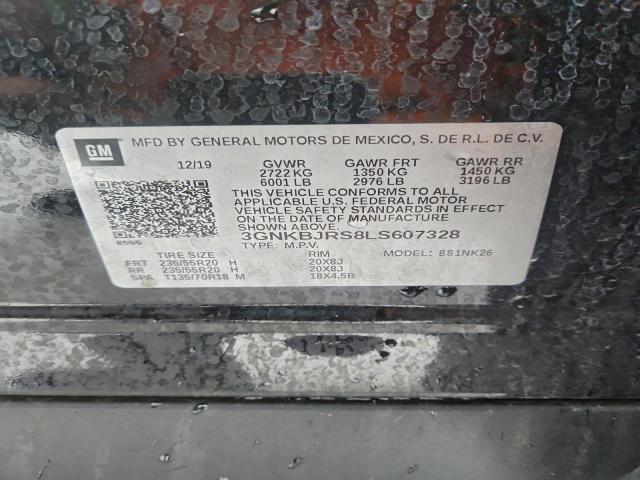 GM
MFD BY GENERAL MOTORS DE MEXICO, S. DE R.L. DE C.V.
12/19 GVWR GAWR FRT GAWR RR
2722 KG 1350 KG 1450 KG
6001 LB 2976 LB 3196 LB
THIS VEHICLE CONFORMS TO ALL
APPLICABLE U.S. FEDERAL MOTOR
VEHICLE SAFETY STANDARDS IN EFFECT
ON THE DATE OF MANUFACTURE
SHOWN ABOVE.
3GNKBJRS8LS607328
8555 TYPE: M.P.V. MODEL: 881NK26
TIRE SIZE RIM
FRT 235/55R20 H 20X8J
RR 235/55R20 H 20X8J
SPA T135/70R18 M 18X4.5B